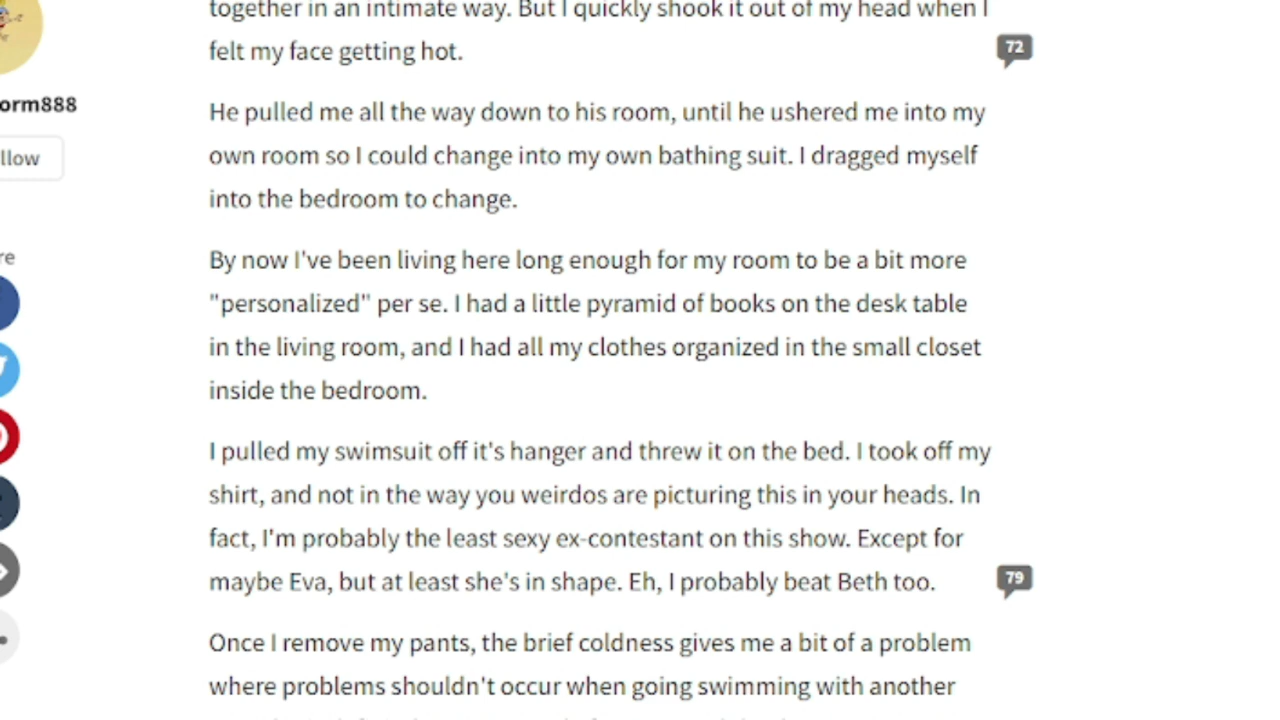 together in an intimate way. But I quickly shook it out of my head when I
felt my face getting hot.
72
orm888
llow
He pulled me all the way down to his room, until he ushered me into my
own room so I could change into my own bathing suit. I dragged myself
into the bedroom to change.
re
By now I've been living here long enough for my room to be a bit more
"personalized" per se. I had a little pyramid of books on the desk table
in the living room, and I had all my clothes organized in the small closet
inside the bedroom.
I pulled my swimsuit off it's hanger and threw it on the bed. I took off my
shirt, and not in the way you weirdos are picturing this in your heads. In
fact, I'm probably the least sexy ex-contestant on this show. Except for
maybe Eva, but at least she's in shape. Eh, I probably beat Beth too.
79
Once I remove my pants, the brief coldness gives me a bit of a problem
where problems shouldn't occur when going swimming with another